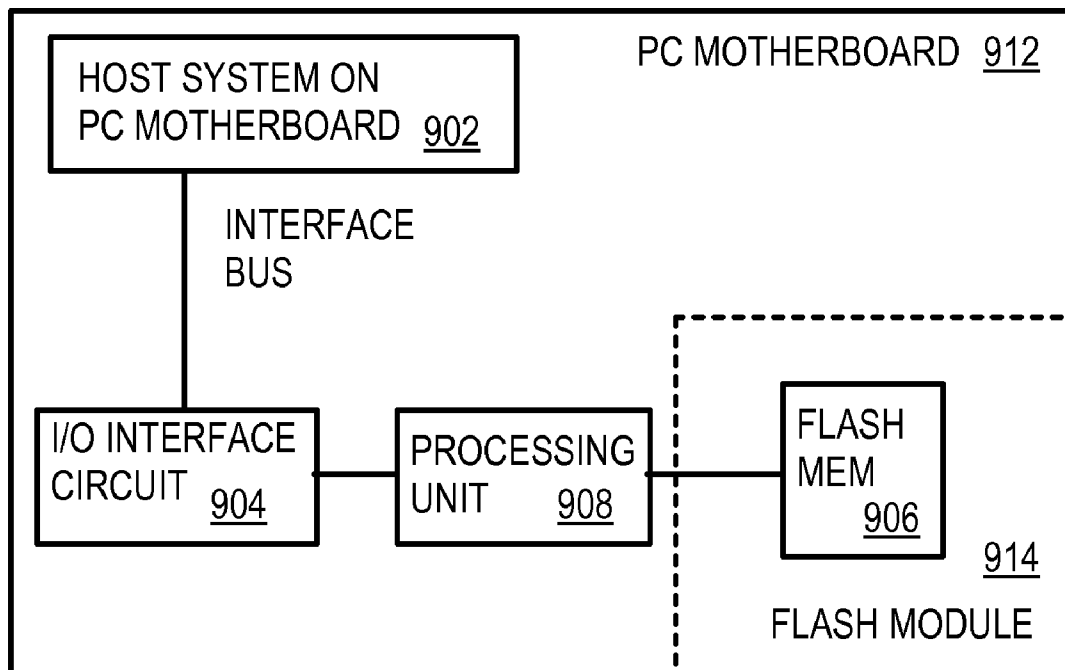 PC MOTHERBOARD 912
HOST SYSTEM ON
PC MOTHERBOARD 902
INTERFACE
BUS
I/O INTERFACE
CIRCUIT 904
PROCESSING
UNIT 908
FLASH
MEM
906
914
FLASH MODULE